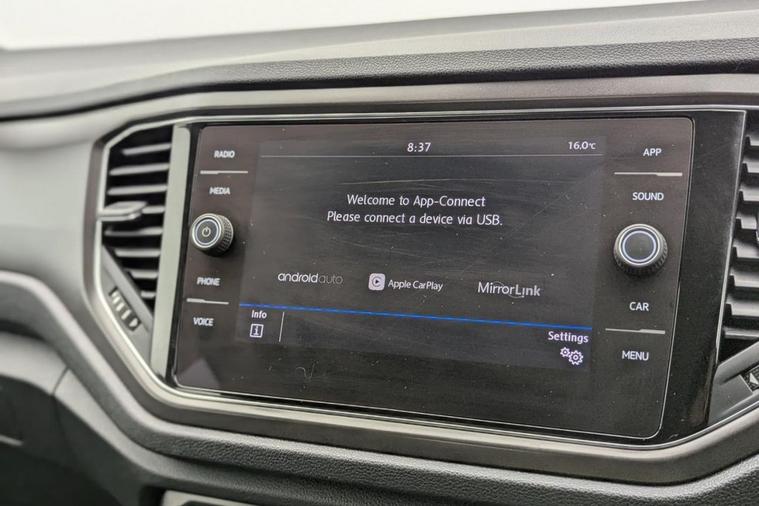 RADIO
MEDIA
PHONE
VOICE
8:37
16.0°C
Welcome to App-Connect
Please connect a device via USB.
androidauto
Apple CarPlay
MirrorLink
Info
i
Settings
APP
SOUND
CAR
MENU